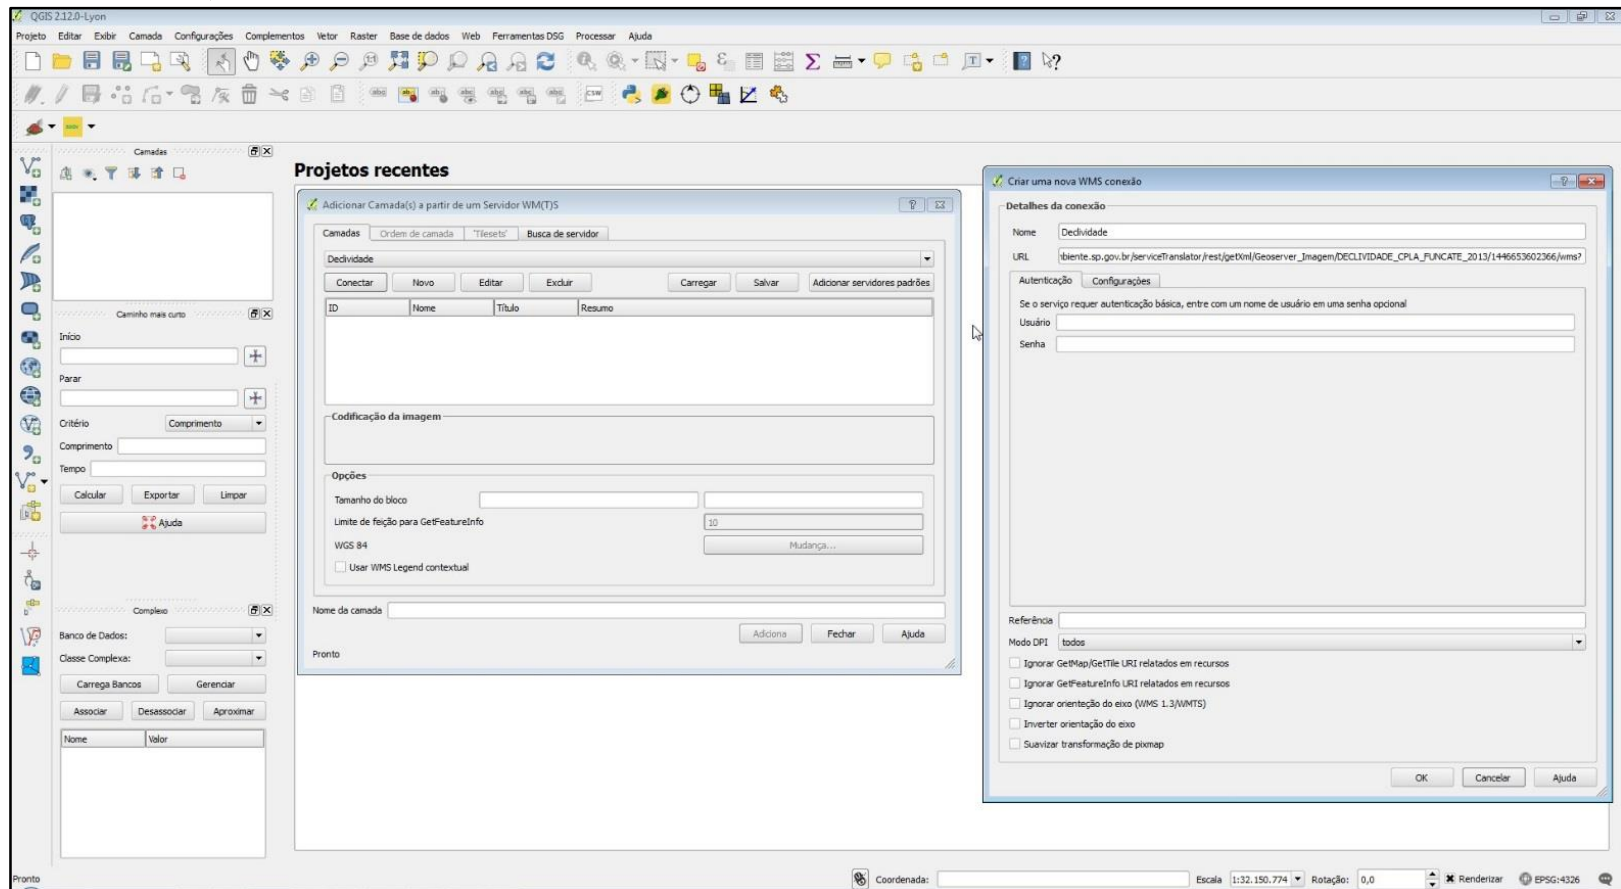 QGIS 2.12.0-Lyon
Projeto Editar Exibir Camada Configurações Complementos Vetor Raster Base de dados Web Ferramentas DSG Processar Ajuda
CSW
Camadas
Projetos recentes
Caminho mais curto
Início
Parar
Critério Comprimento
Comprimento
Tempo
Calcular Exportar Limpar
Ajuda
Complexo
Banco de Dados:
Classe Complexa:
Carrega Bancos Gerenciar
Associar Desassociar Aproximar
Nome Valor
Adicionar Camada(s) a partir de um Servidor WM(T)S
Camadas Ordem de camada 'Tilesets' Busca de servidor
Declividade
Conectar Novo Editar Excluir Carregar Salvar Adicionar servidores padrões
ID Nome Título Resumo
Codificação da imagem
Opções
Tamanho do bloco
Limite de feição para GetFeatureInfo 10
WGS 84 Mudança...
Usar WMS Legend contextual
Nome da camada
Adiciona Fechar Ajuda
Pronto
Criar uma nova WMS conexão
Detalhes da conexão
Nome Declividade
URL nbiente.sp.gov.br/serviceTranslator/rest/getXml/Geoserver_Imagem/DECLIVIDADE_CPLA_FUNCATE_2013/1446653602366/wms?
Autenticação Configurações
Se o serviço requer autenticação básica, entre com um nome de usuário em uma senha opcional
Usuário
Senha
Referência
Modo DPI todos
Ignorar GetMap/GetTile URI relatados em recursos
Ignorar GetFeatureInfo URI relatados em recursos
Ignorar orienteção do eixo (WMS 1.3/WMTS)
Inverter orientação do eixo
Suavizar transformação de pixmap
OK Cancelar Ajuda
Pronto Coordenada: Escala 1:32.150.774 Rotação: 0,0 Renderizar EPSG:4326